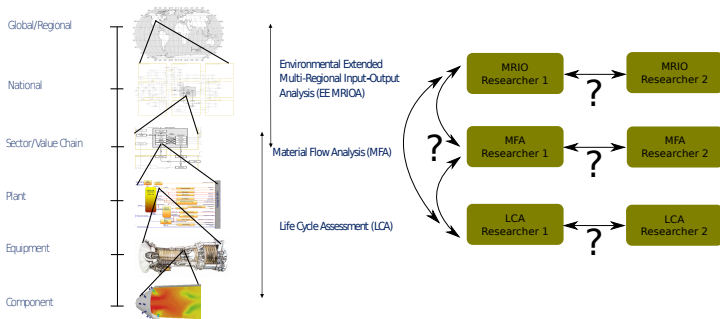 Global/Regional
National
Sector/Value Chain
Plant
Equipment
Component
Environmental Extended
Multi-Regional Input-Output
Analysis (EE MRIOA)
Material Flow Analysis (MFA)
Life Cycle Assessment (LCA)
MRIO
Researcher 1
MRIO
Researcher 2
?
?
MFA
Researcher 1
MFA
Researcher 2
?
LCA
Researcher 1
LCA
Researcher 2
?